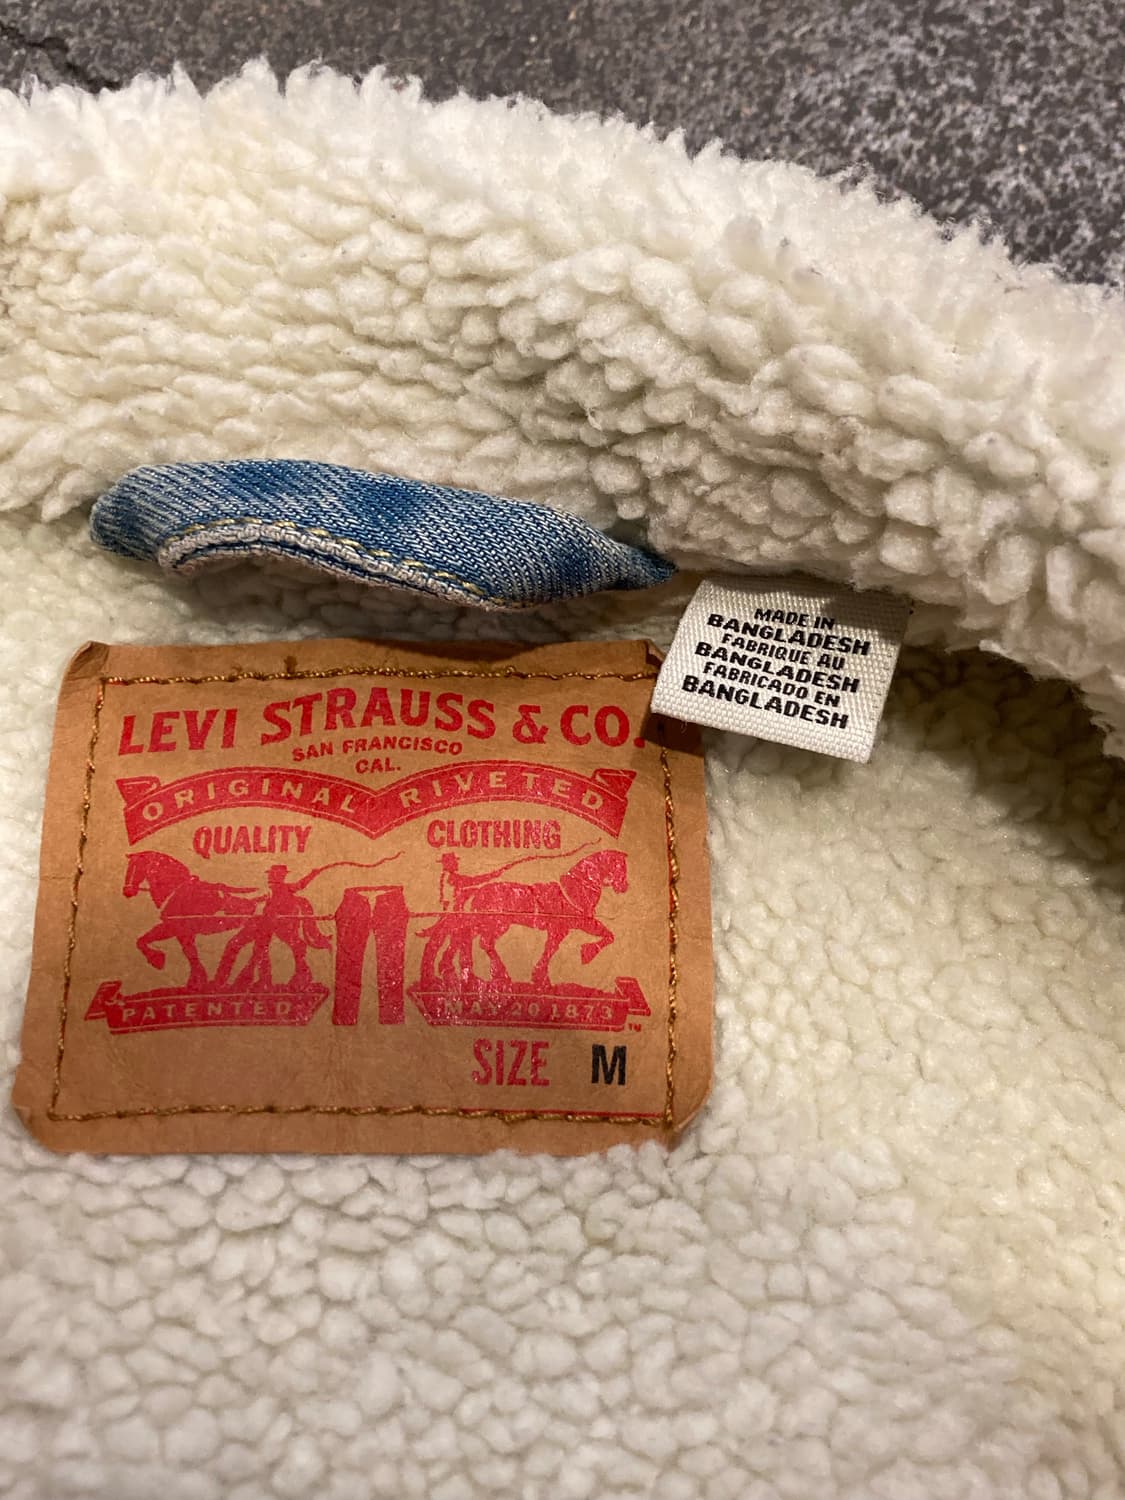 MADE IN
BANGLADESH
FABRIQUE AU
BANGLADESH
FABRICADO EN
BANGLADESH
LEVI STRAUSS & CO.
SAN FRANCISCO
CAL.
ORIGINAL RIVETED
QUALITY CLOTHING
PATENTED MAY 20 1873 ™
SIZE M